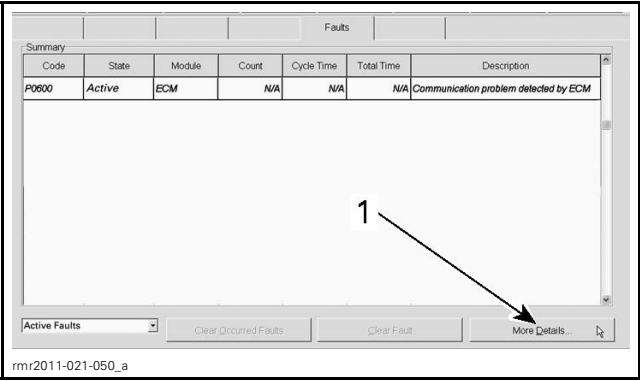 Faults
Summary
Code State Module Count Cycle Time Total Time Description
P0600 Active ECM N/A N/A N/A Communication problem detected by ECM
1
Active Faults Clear Occurred Faults Clear Fault More Details...
rmr2011-021-050_a